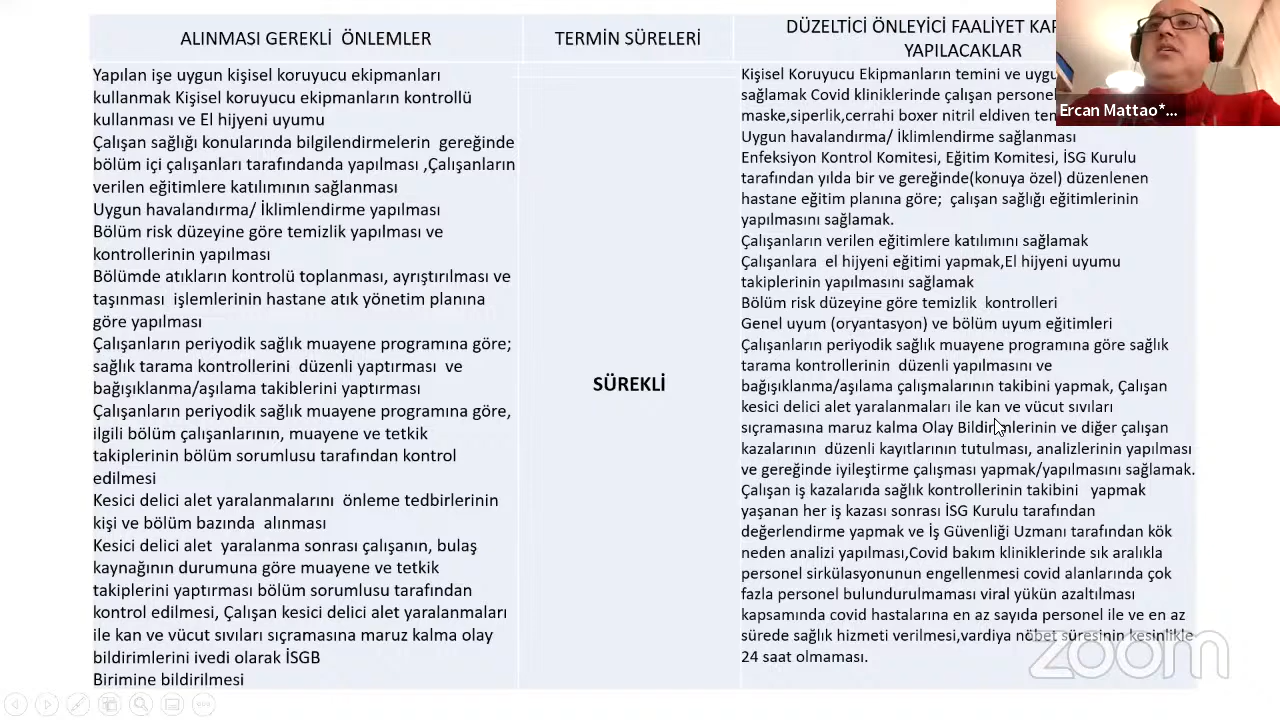 ALINMASI GEREKLİ ÖNLEMLER
TERMİN SÜRELERİ
DÜZELTİCİ ÖNLEYİCİ FAALİYET
YAPILACAKLAR
Yapılan işe uygun kişisel koruyucu ekipmanları
kullanmak Kişisel koruyucu ekipmanların kontrollü
kullanması ve El hijyeni uyumu
Çalışan sağlığı konularında bilgilendirmelerin gereğinde
bölüm içi çalışanları tarafındanda yapılması ,Çalışanların
verilen eğitimlere katılımının sağlanması
Uygun havalandırma/ İklimlendirme yapılması
Bölüm risk düzeyine göre temizlik yapılması ve
kontrollerinin yapılması
Bölümde atıkların kontrolü toplanması, ayrıştırılması ve
taşınması işlemlerinin hastane atık yönetim planına
göre yapılması
Çalışanların periyodik sağlık muayene programına göre;
sağlık tarama kontrollerini düzenli yaptırması ve
bağışıklanma/aşılama takiblerini yaptırması
Çalışanların periyodik sağlık muayene programına göre,
ilgili bölüm çalışanlarının, muayene ve tetkik
takiplerinin bölüm sorumlusu tarafından kontrol
edilmesi
Kesici delici alet yaralanmalarını önleme tedbirlerinin
kişi ve bölüm bazında alınması
Kesici delici alet yaralanma sonrası çalışanın, bulaş
kaynağının durumuna göre muayene ve tetkik
takiplerini yaptırması bölüm sorumlusu tarafından
kontrol edilmesi, Çalışan kesici delici alet yaralanmaları
ile kan ve vücut sıvıları sıçramasına maruz kalma olay
bildirimlerini ivedi olarak İSGB
Birimine bildirilmesi
SÜREKLİ
Kişisel Koruyucu Ekipmanların temini ve
sağlamak Covid kliniklerinde çalışan personel
maske,siperlik,cerrahi boxer nitril eldiven
Uygun havalandırma/ İklimlendirme sağlanması
Enfeksiyon Kontrol Komitesi, Eğitim Komitesi, İSG Kurulu
tarafından yılda bir ve gereğinde(konuya özel) düzenlenen
hastane eğitim planına göre; çalışan sağlığı eğitimlerinin
yapılmasını sağlamak.
Çalışanların verilen eğitimlere katılımını sağlamak
Çalışanlara el hijyeni eğitimi yapmak,El hijyeni uyumu
takiplerinin yapılmasını sağlamak
Bölüm risk düzeyine göre temizlik kontrolleri
Genel uyum (oryantasyon) ve bölüm uyum eğitimleri
Çalışanların periyodik sağlık muayene programına göre sağlık
tarama kontrollerinin düzenli yapılmasını ve
bağışıklanma/aşılama çalışmalarının takibini yapmak, Çalışan
kesici delici alet yaralanmaları ile kan ve vücut sıvıları
sıçramasına maruz kalma Olay Bildirimlerinin ve diğer çalışan
kazalarının düzenli kayıtlarının tutulması, analizlerinin yapılması
ve gereğinde iyileştirme çalışması yapmak/yapılmasını sağlamak.
Çalışan iş kazalarıda sağlık kontrollerinin takibini yapmak
yaşanan her iş kazası sonrası İSG Kurulu tarafından
değerlendirme yapmak ve İş Güvenliği Uzmanı tarafından kök
neden analizi yapılması,Covid bakım kliniklerinde sık aralıkla
personel sirkülasyonunun engellenmesi covid alanlarında çok
fazla personel bulundurulmaması viral yükün azaltılması
kapsamında covid hastalarına en az sayıda personel ile ve en az
sürede sağlık hizmeti verilmesi,vardiya nöbet süresinin kesinlikle
24 saat olmaması.
Ercan Mattao*...
zoom